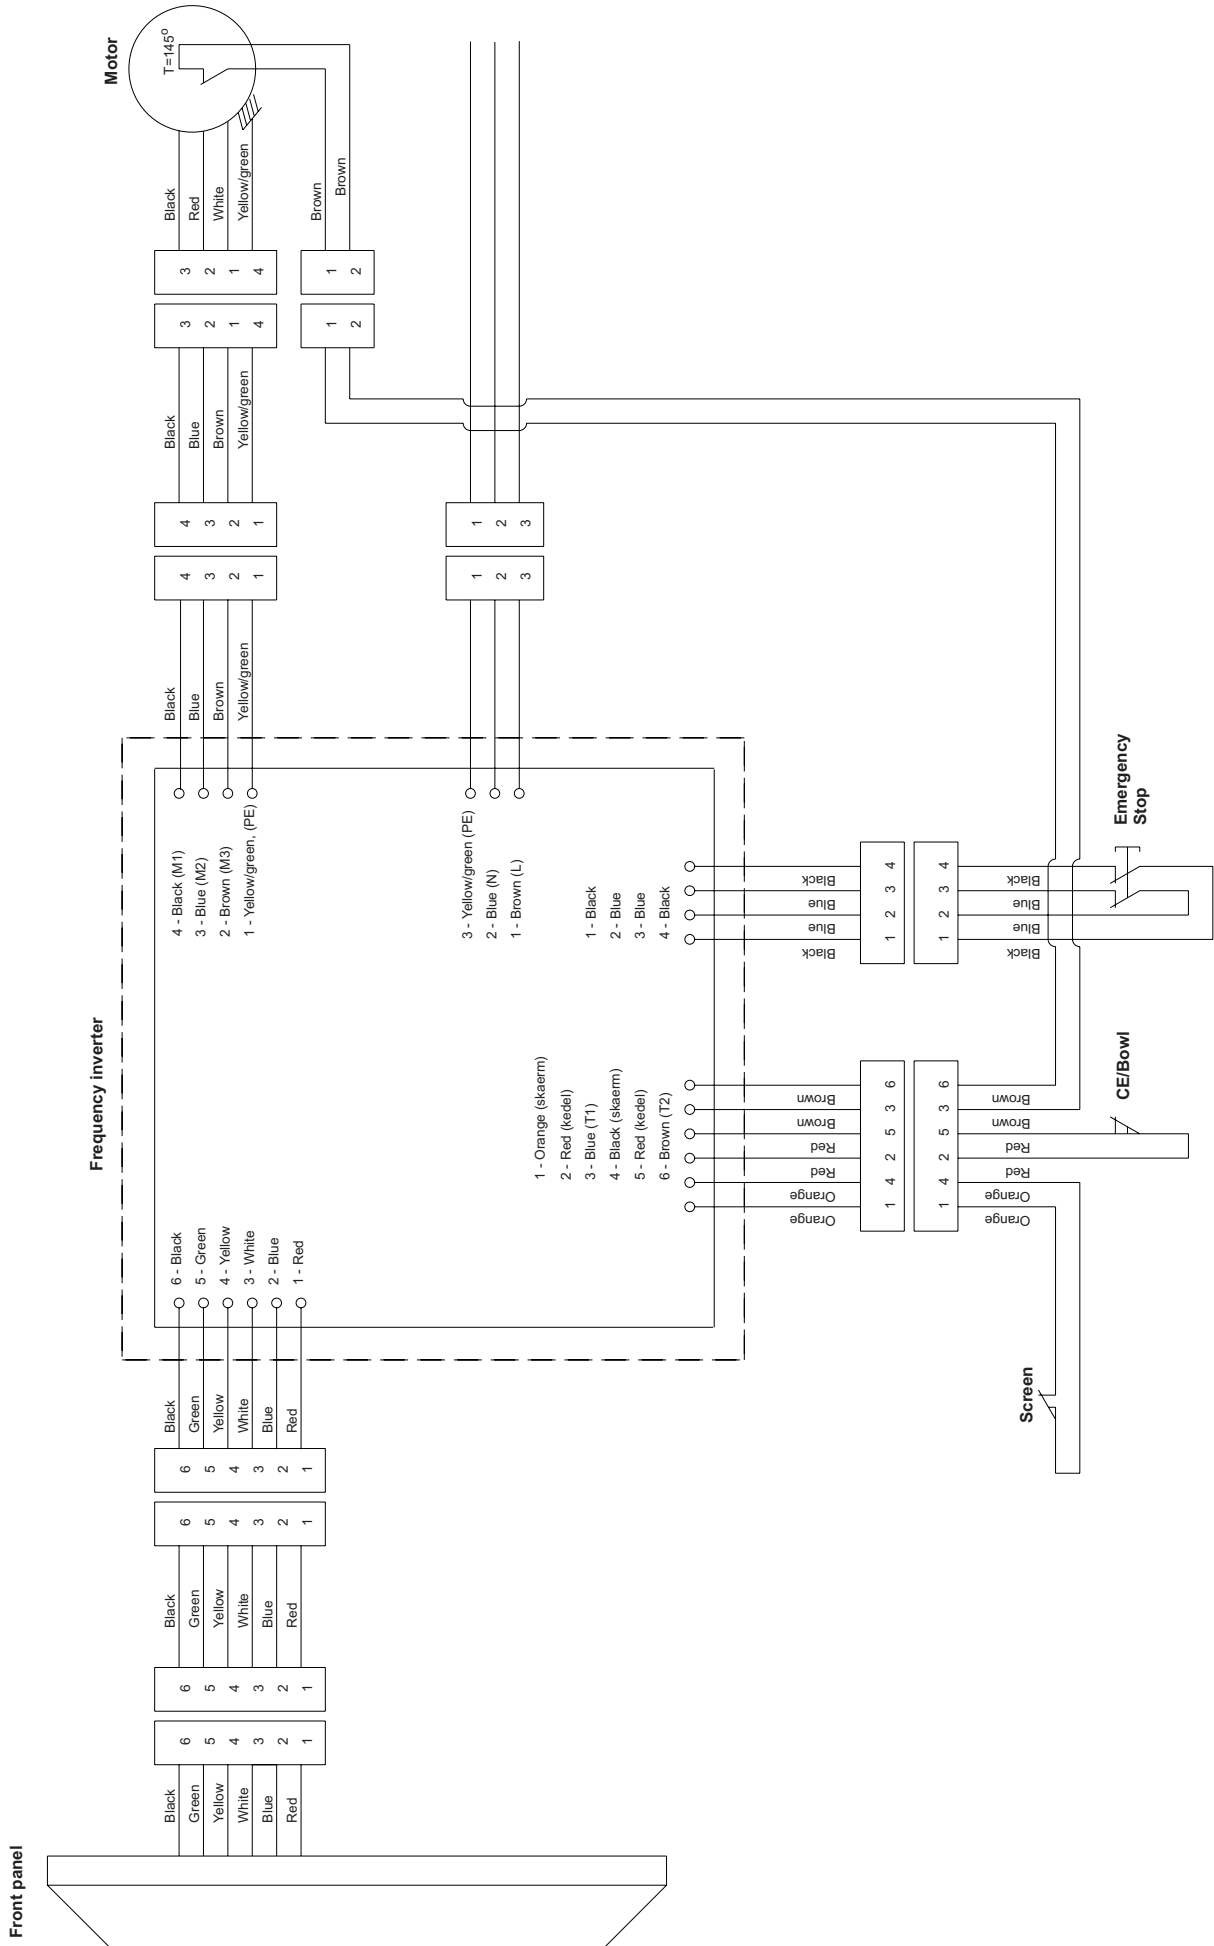 Motor
T=145°
Black
Red
White
Yellow/green
Brown
Brown
3
2
1
4
1
2
3
2
1
4
1
2
Black
Blue
Brown
Yellow/green
4
3
2
1
1
2
3
4
3
2
1
1
2
3
Black
Blue
Brown
Yellow/green
Frequency inverter
4 - Black (M1)
3 - Blue (M2)
2 - Brown (M3)
1 - Yellow/green, (PE)
3 - Yellow/green (PE)
2 - Blue (N)
1 - Brown (L)
1 - Black
2 - Blue
3 - Blue
4 - Black
Black
Blue
Blue
Black
4
3
2
1
4
3
2
1
Black
Blue
Blue
Black
Emergency
Stop
1 - Orange (skaerm)
2 - Red (kedel)
3 - Blue (T1)
4 - Black (skaerm)
5 - Red (kedel)
6 - Brown (T2)
Brown
Brown
Red
Red
Orange
Orange
6
3
5
2
4
1
6
3
5
2
4
1
Brown
Brown
Red
Red
Orange
Orange
CE/Bowl
Screen
6 - Black
5 - Green
4 - Yellow
3 - White
2 - Blue
1 - Red
Black
Green
Yellow
White
Blue
Red
6
5
4
3
2
1
6
5
4
3
2
1
Black
Green
Yellow
White
Blue
Red
6
5
4
3
2
1
6
5
4
3
2
1
Black
Green
Yellow
White
Blue
Red
Front panel